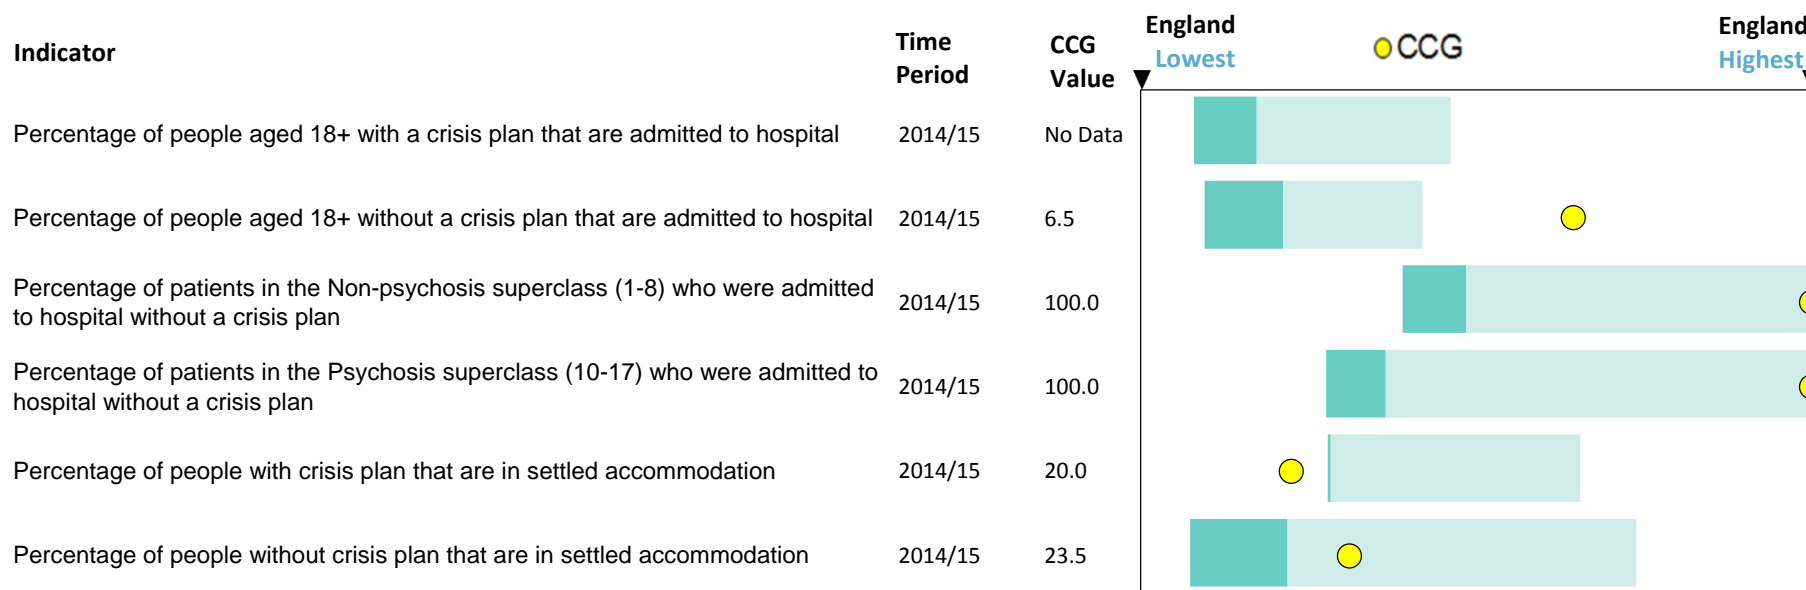 Indicator
Time Period
CCG Value
England Lowest
CCG
England Highest
Percentage of people aged 18+ with a crisis plan that are admitted to hospital 2014/15 No Data
Percentage of people aged 18+ without a crisis plan that are admitted to hospital 2014/15 6.5
Percentage of patients in the Non-psychosis superclass (1-8) who were admitted
to hospital without a crisis plan 2014/15 100.0
Percentage of patients in the Psychosis superclass (10-17) who were admitted to
hospital without a crisis plan 2014/15 100.0
Percentage of people with crisis plan that are in settled accommodation 2014/15 20.0
Percentage of people without crisis plan that are in settled accommodation 2014/15 23.5